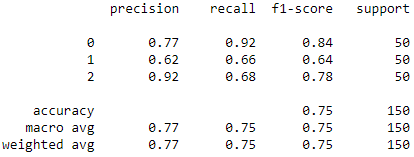 precision recall f1-score support
0 0.77 0.92 0.84 50
1 0.62 0.66 0.64 50
2 0.92 0.68 0.78 50
accuracy 0.75 150
macro avg 0.77 0.75 0.75 150
weighted avg 0.77 0.75 0.75 150